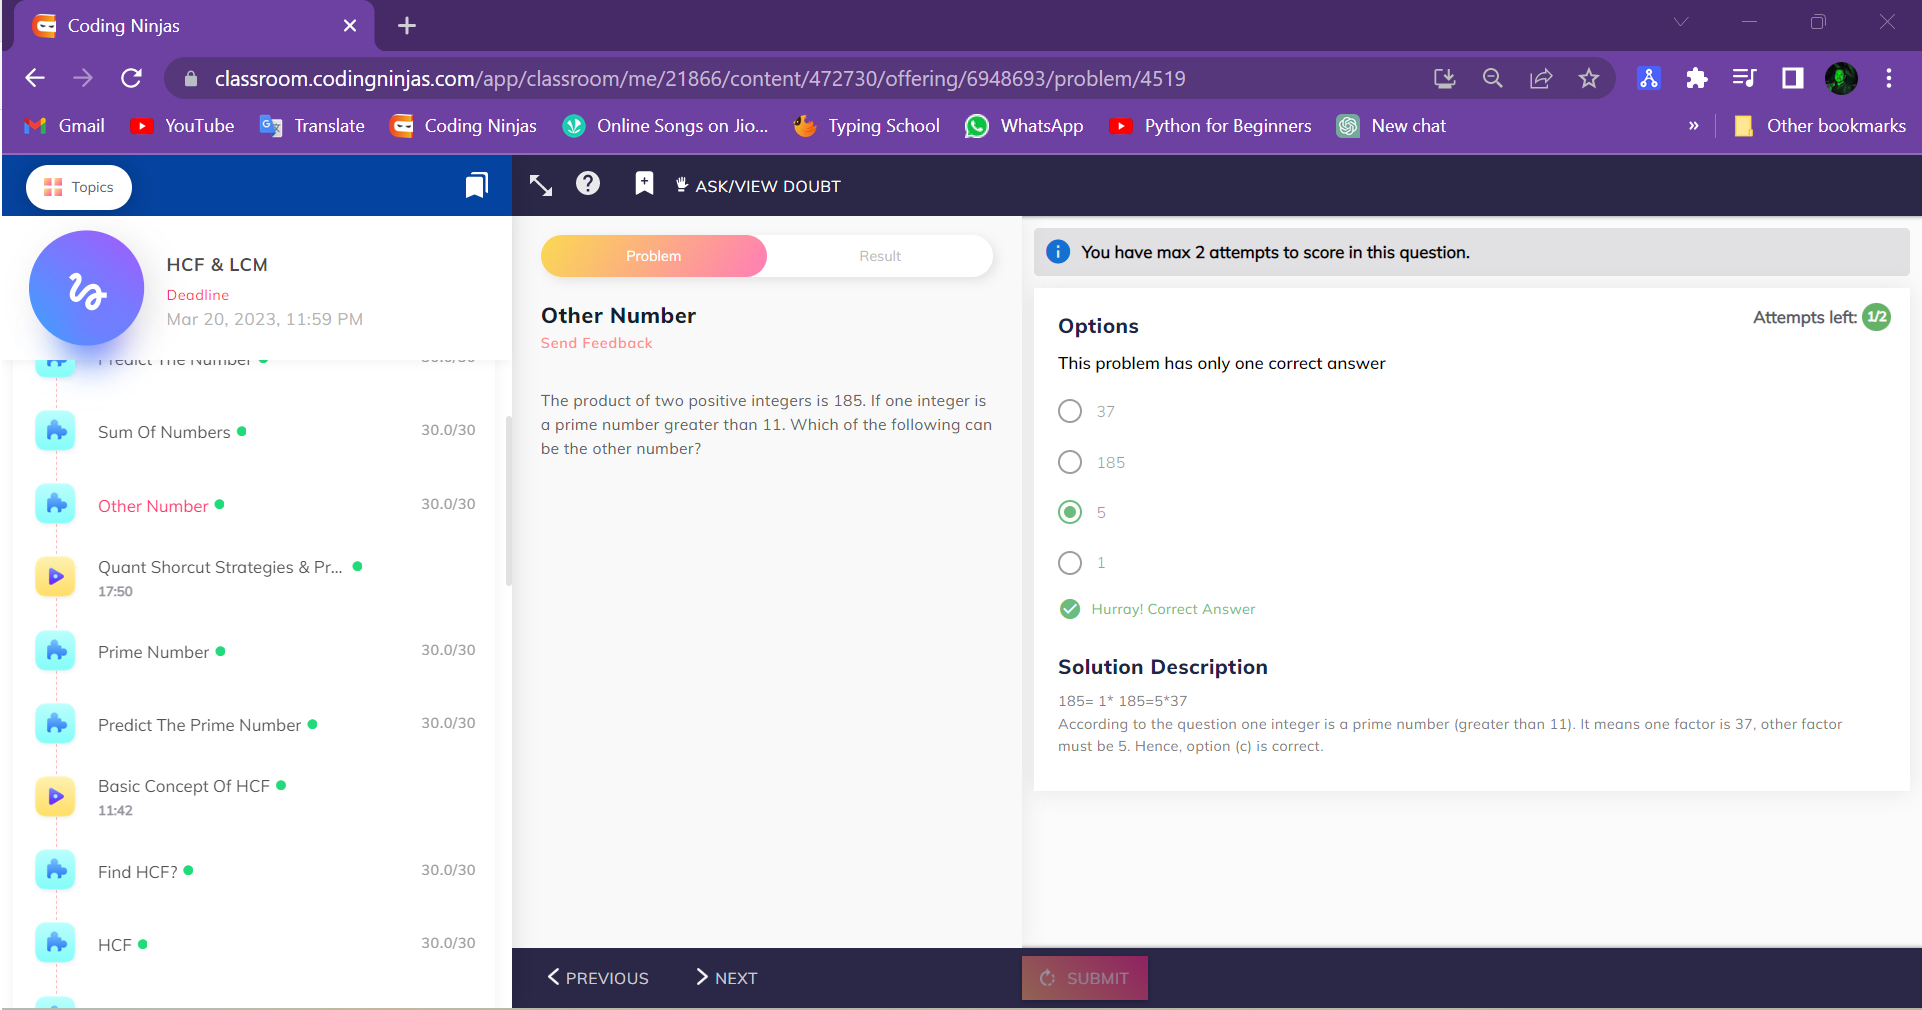 Coding Ninjas
classroom.codingninjas.com/app/classroom/me/21866/content/472730/offering/6948693/problem/4519
Gmail YouTube Translate Coding Ninjas Online Songs on Jio... Typing School WhatsApp Python for Beginners New chat » Other bookmarks
Topics
ASK/VIEW DOUBT
HCF & LCM
Deadline
Mar 20, 2023, 11:59 PM
Predict The Number 30.0/30
Sum Of Numbers 30.0/30
Other Number 30.0/30
Quant Shorcut Strategies & Pr...
17:50
Prime Number 30.0/30
Predict The Prime Number 30.0/30
Basic Concept Of HCF
11:42
Find HCF? 30.0/30
HCF 30.0/30
Problem Result
Other Number
Send Feedback
The product of two positive integers is 185. If one integer is
a prime number greater than 11. Which of the following can
be the other number?
You have max 2 attempts to score in this question.
Attempts left: 1/2
Options
This problem has only one correct answer
37
185
5
1
Hurray! Correct Answer
Solution Description
185= 1* 185=5*37
According to the question one integer is a prime number (greater than 11). It means one factor is 37, other factor
must be 5. Hence, option (c) is correct.
PREVIOUS NEXT SUBMIT